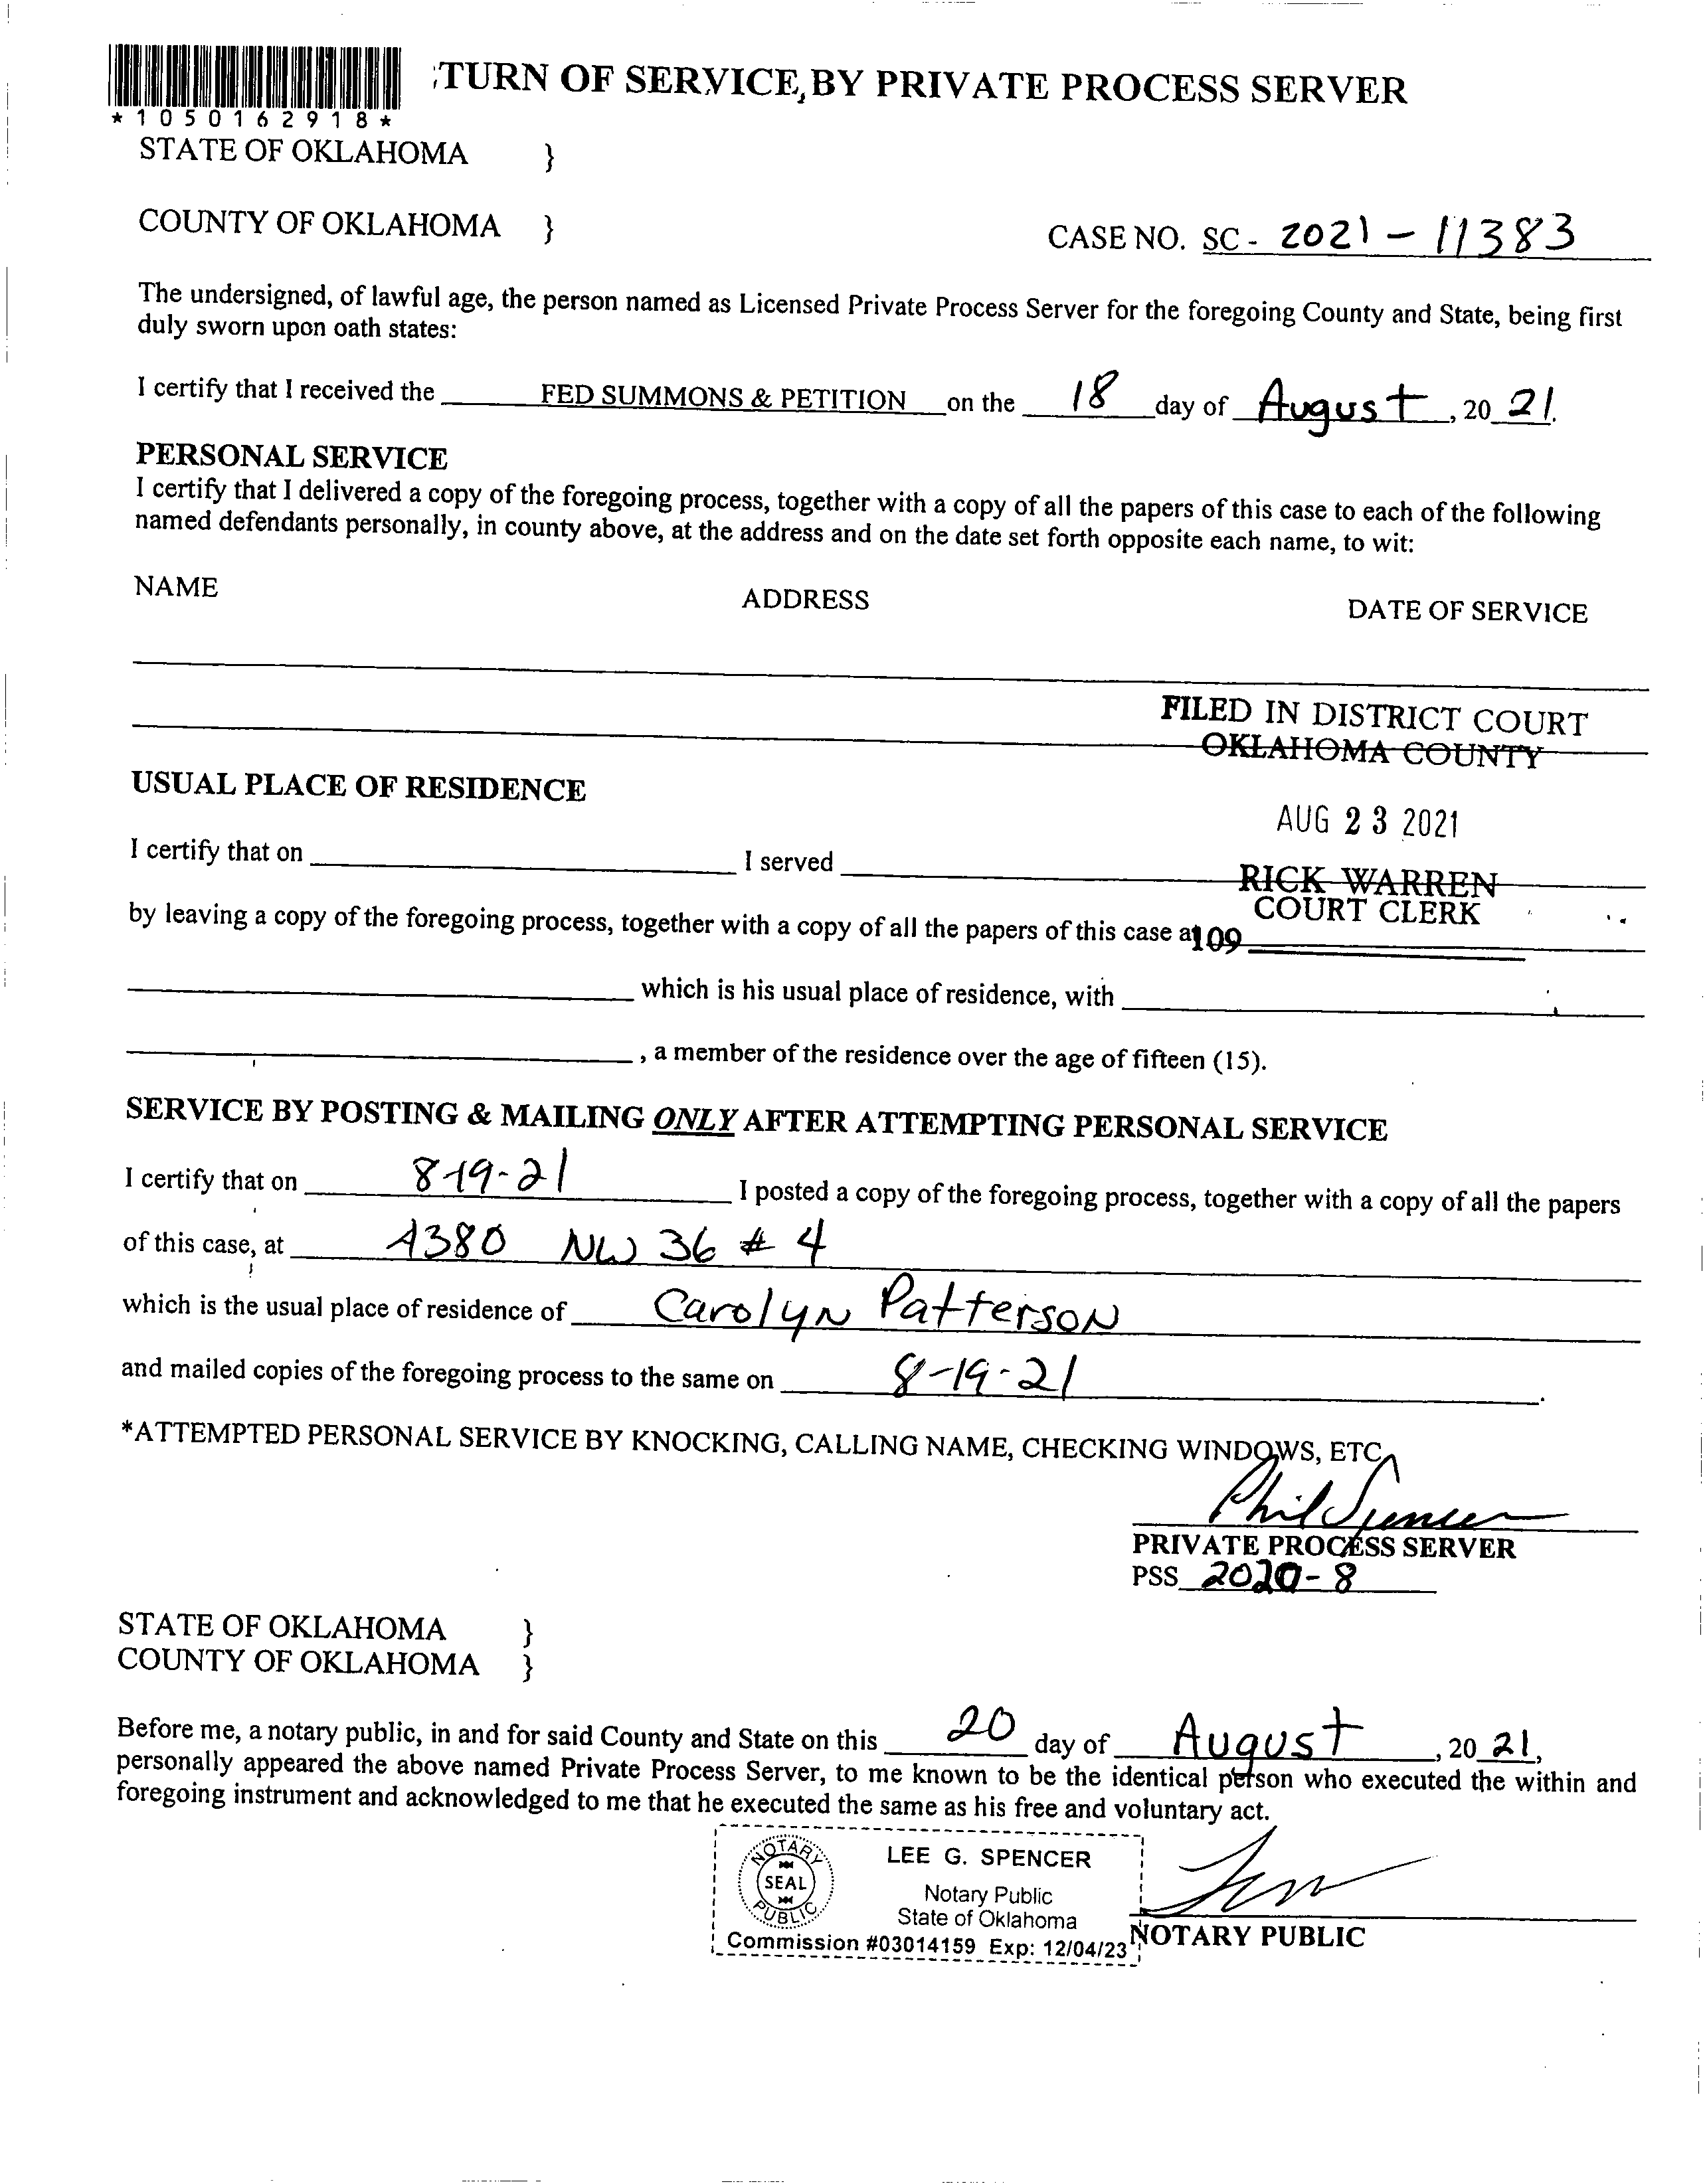 :TURN OF SERVICE, BY PRIVATE PROCESS SERVER
*1050162918*
STATE OF OKLAHOMA }
COUNTY OF OKLAHOMA }
CASE NO. SC - 2021 - 11383
The undersigned, of lawful age, the person named as Licensed Private Process Server for the foregoing County and State, being first
duly sworn upon oath states:
I certify that I received the FED SUMMONS & PETITION on the 18 day of August, 20 21.
PERSONAL SERVICE
I certify that I delivered a copy of the foregoing process, together with a copy of all the papers of this case to each of the following
named defendants personally, in county above, at the address and on the date set forth opposite each name, to wit:
NAME ADDRESS DATE OF SERVICE
FILED IN DISTRICT COURT
OKLAHOMA COUNTY
USUAL PLACE OF RESIDENCE
AUG 23 2021
I certify that on I served
RICK WARREN
COURT CLERK
by leaving a copy of the foregoing process, together with a copy of all the papers of this case at
109
which is his usual place of residence, with
, a member of the residence over the age of fifteen (15).
SERVICE BY POSTING & MAILING ONLY AFTER ATTEMPTING PERSONAL SERVICE
I certify that on 8-19-21 I posted a copy of the foregoing process, together with a copy of all the papers
of this case, at 4380 NW 36 # 4
which is the usual place of residence of Carolyn Patterson
and mailed copies of the foregoing process to the same on 8-19-21.
*ATTEMPTED PERSONAL SERVICE BY KNOCKING, CALLING NAME, CHECKING WINDOWS, ETC.
Phil Spencer
PRIVATE PROCESS SERVER
PSS 2020-8
STATE OF OKLAHOMA }
COUNTY OF OKLAHOMA }
Before me, a notary public, in and for said County and State on this 20 day of August, 20 21,
personally appeared the above named Private Process Server, to me known to be the identical person who executed the within and
foregoing instrument and acknowledged to me that he executed the same as his free and voluntary act.
NOTARY PUBLIC
SEAL
LEE G. SPENCER
Notary Public
State of Oklahoma
Commission #03014159 Exp: 12/04/23
NOTARY PUBLIC